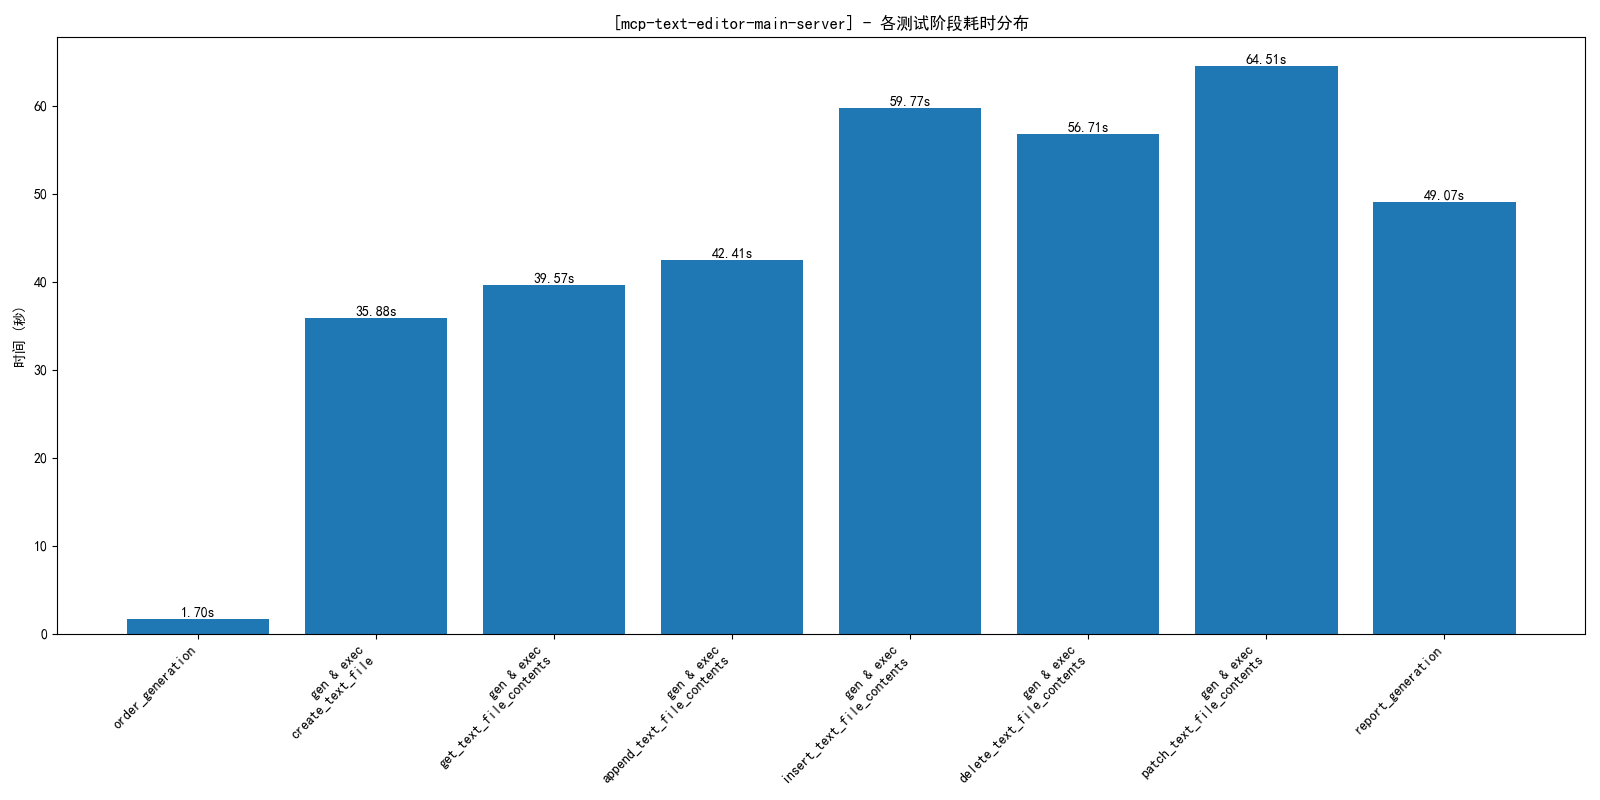 [mcp-text-editor-main-server] - 各测试阶段耗时分布
时间 (秒)
60
50
40
30
20
10
0
1.70s
35.88s
39.57s
42.41s
59.77s
56.71s
64.51s
49.07s
order_generation
gen & exec
create_text_file
gen & exec
get_text_file_contents
gen & exec
append_text_file_contents
gen & exec
insert_text_file_contents
gen & exec
delete_text_file_contents
gen & exec
patch_text_file_contents
report_generation